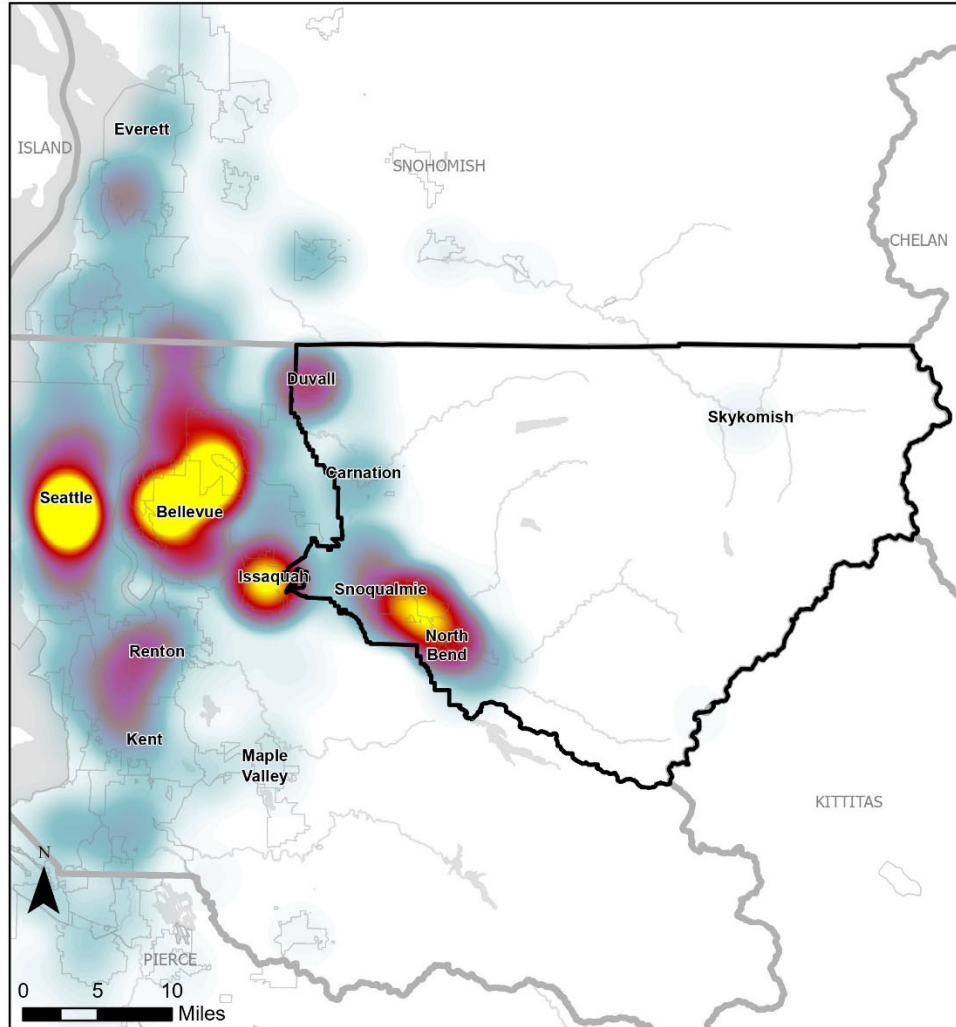 Everett
ISLAND
SNOHOMISH
CHELAN
Duvall
Skykomish
Carnation
Seattle
Bellevue
Issaquah
Snoqualmie
North
Bend
Renton
Kent
Maple
Valley
KITTITAS
N
PIERCE
0 5 10
Miles